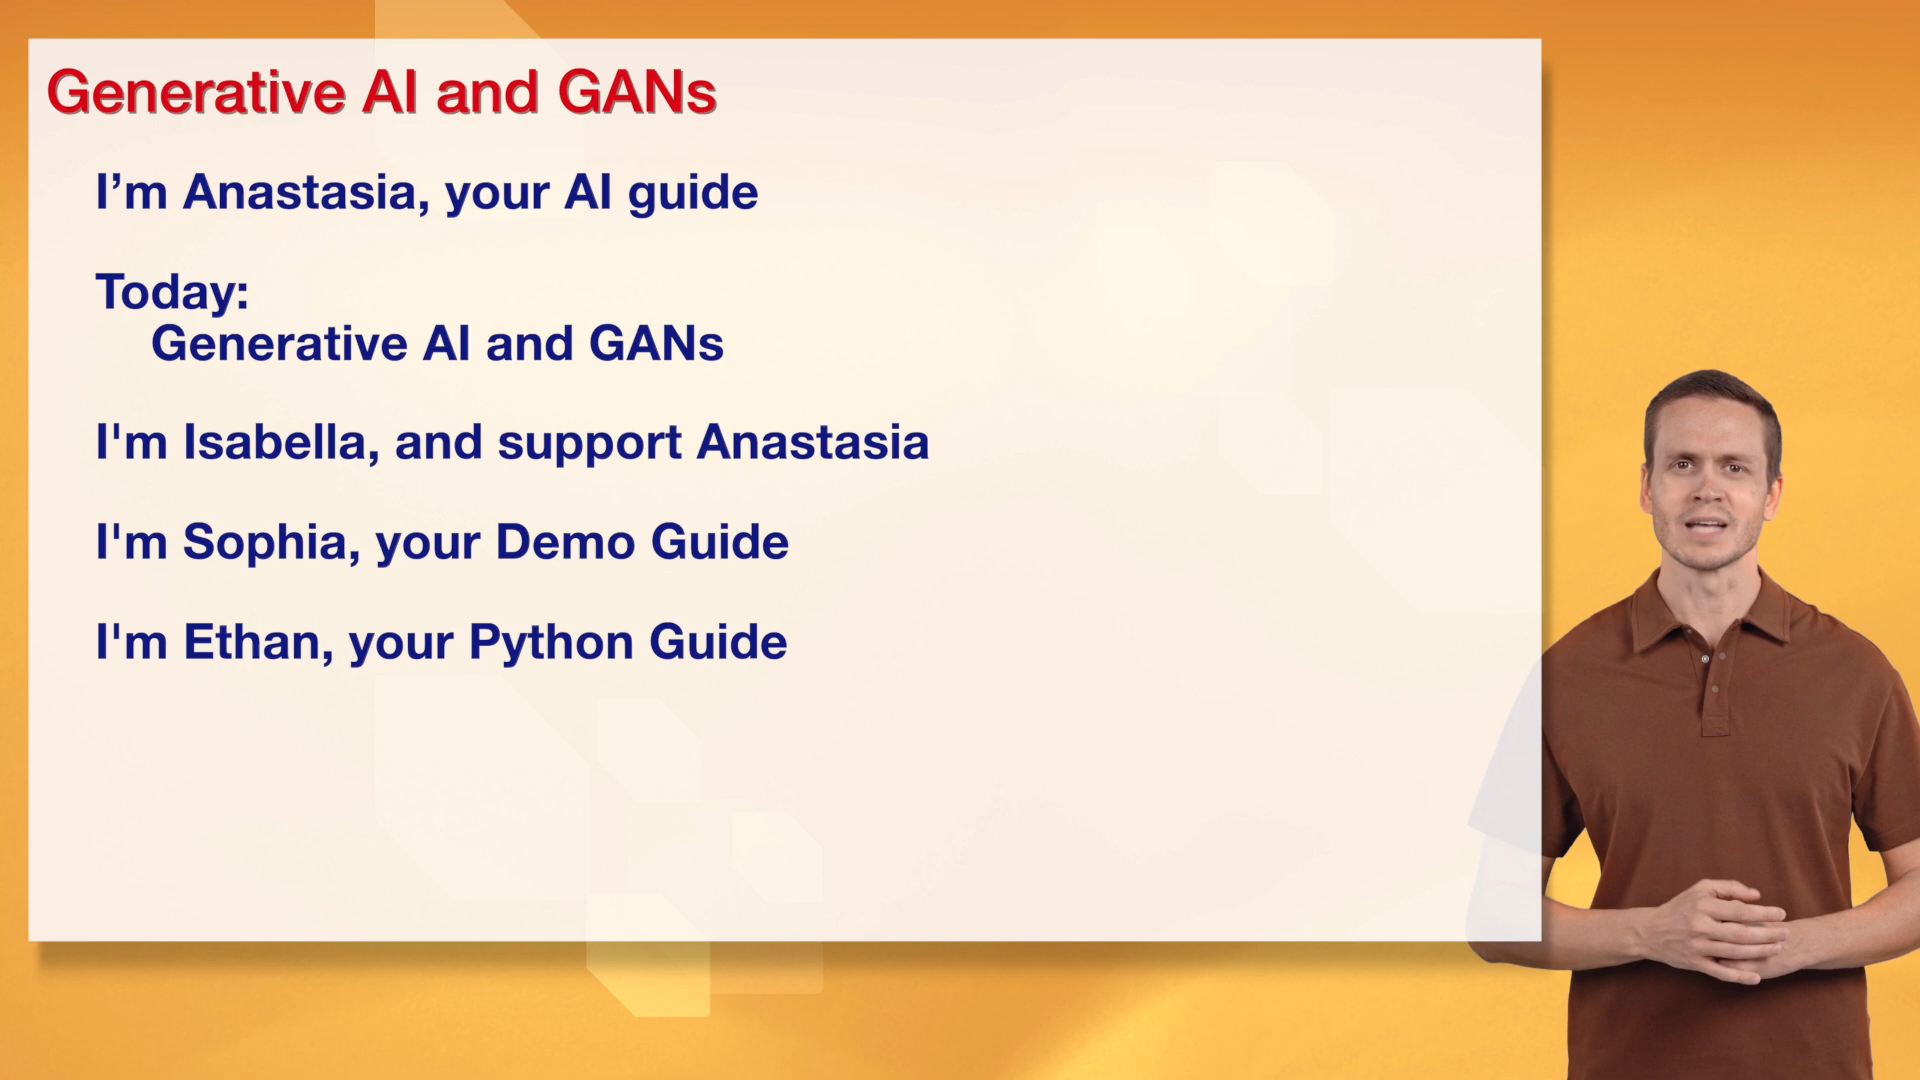 Generative AI and GANs
I’m Anastasia, your AI guide
Today:
Generative AI and GANs
I'm Isabella, and support Anastasia
I'm Sophia, your Demo Guide
I'm Ethan, your Python Guide